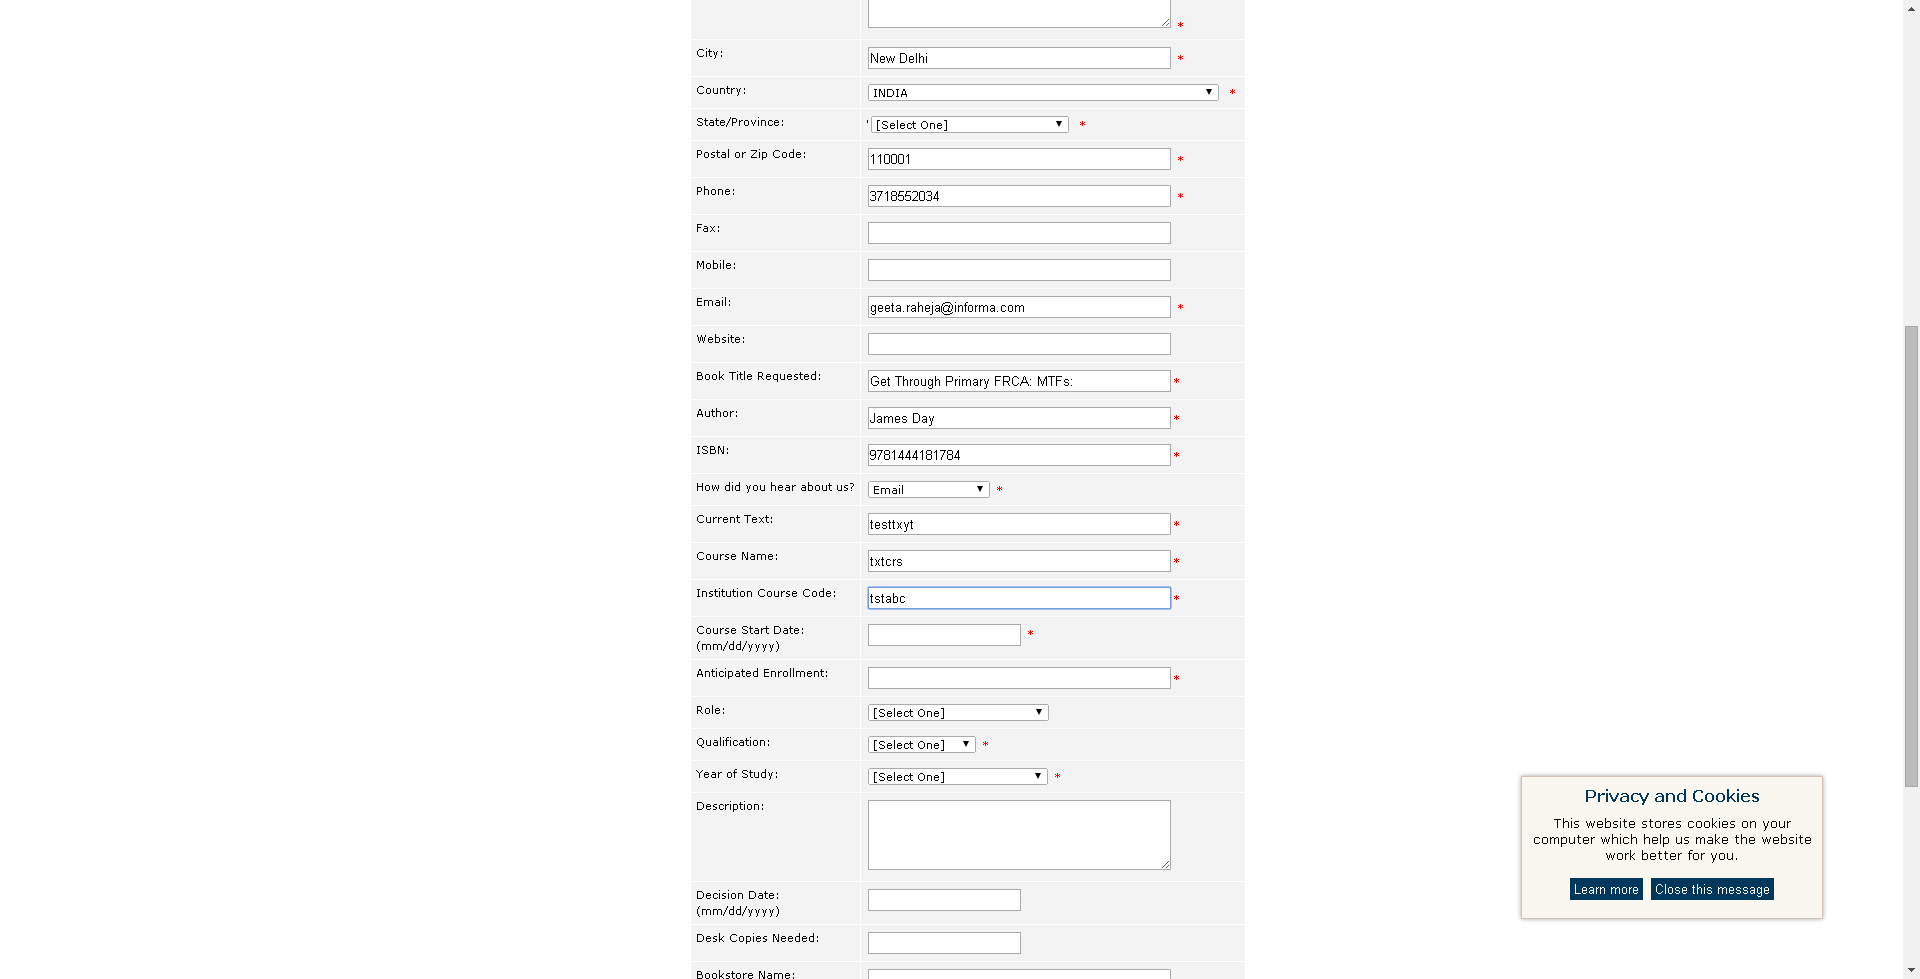 *
City: New Delhi *
Country: INDIA *
State/Province: ' [Select One] *
Postal or Zip Code: 110001 *
Phone: 3718552034 *
Fax:
Mobile:
Email: geeta.raheja@informa.com *
Website:
Book Title Requested: Get Through Primary FRCA: MTFs: *
Author: James Day *
ISBN: 9781444181784 *
How did you hear about us? Email *
Current Text: testtxyt *
Course Name: txtcrs *
Institution Course Code: tstabc *
Course Start Date: *
(mm/dd/yyyy)
Anticipated Enrollment: *
Role: [Select One]
Qualification: [Select One] *
Year of Study: [Select One] *
Description:
Decision Date:
(mm/dd/yyyy)
Desk Copies Needed:
Bookstore Name:
Privacy and Cookies
This website stores cookies on your
computer which help us make the website
work better for you.
Learn more Close this message